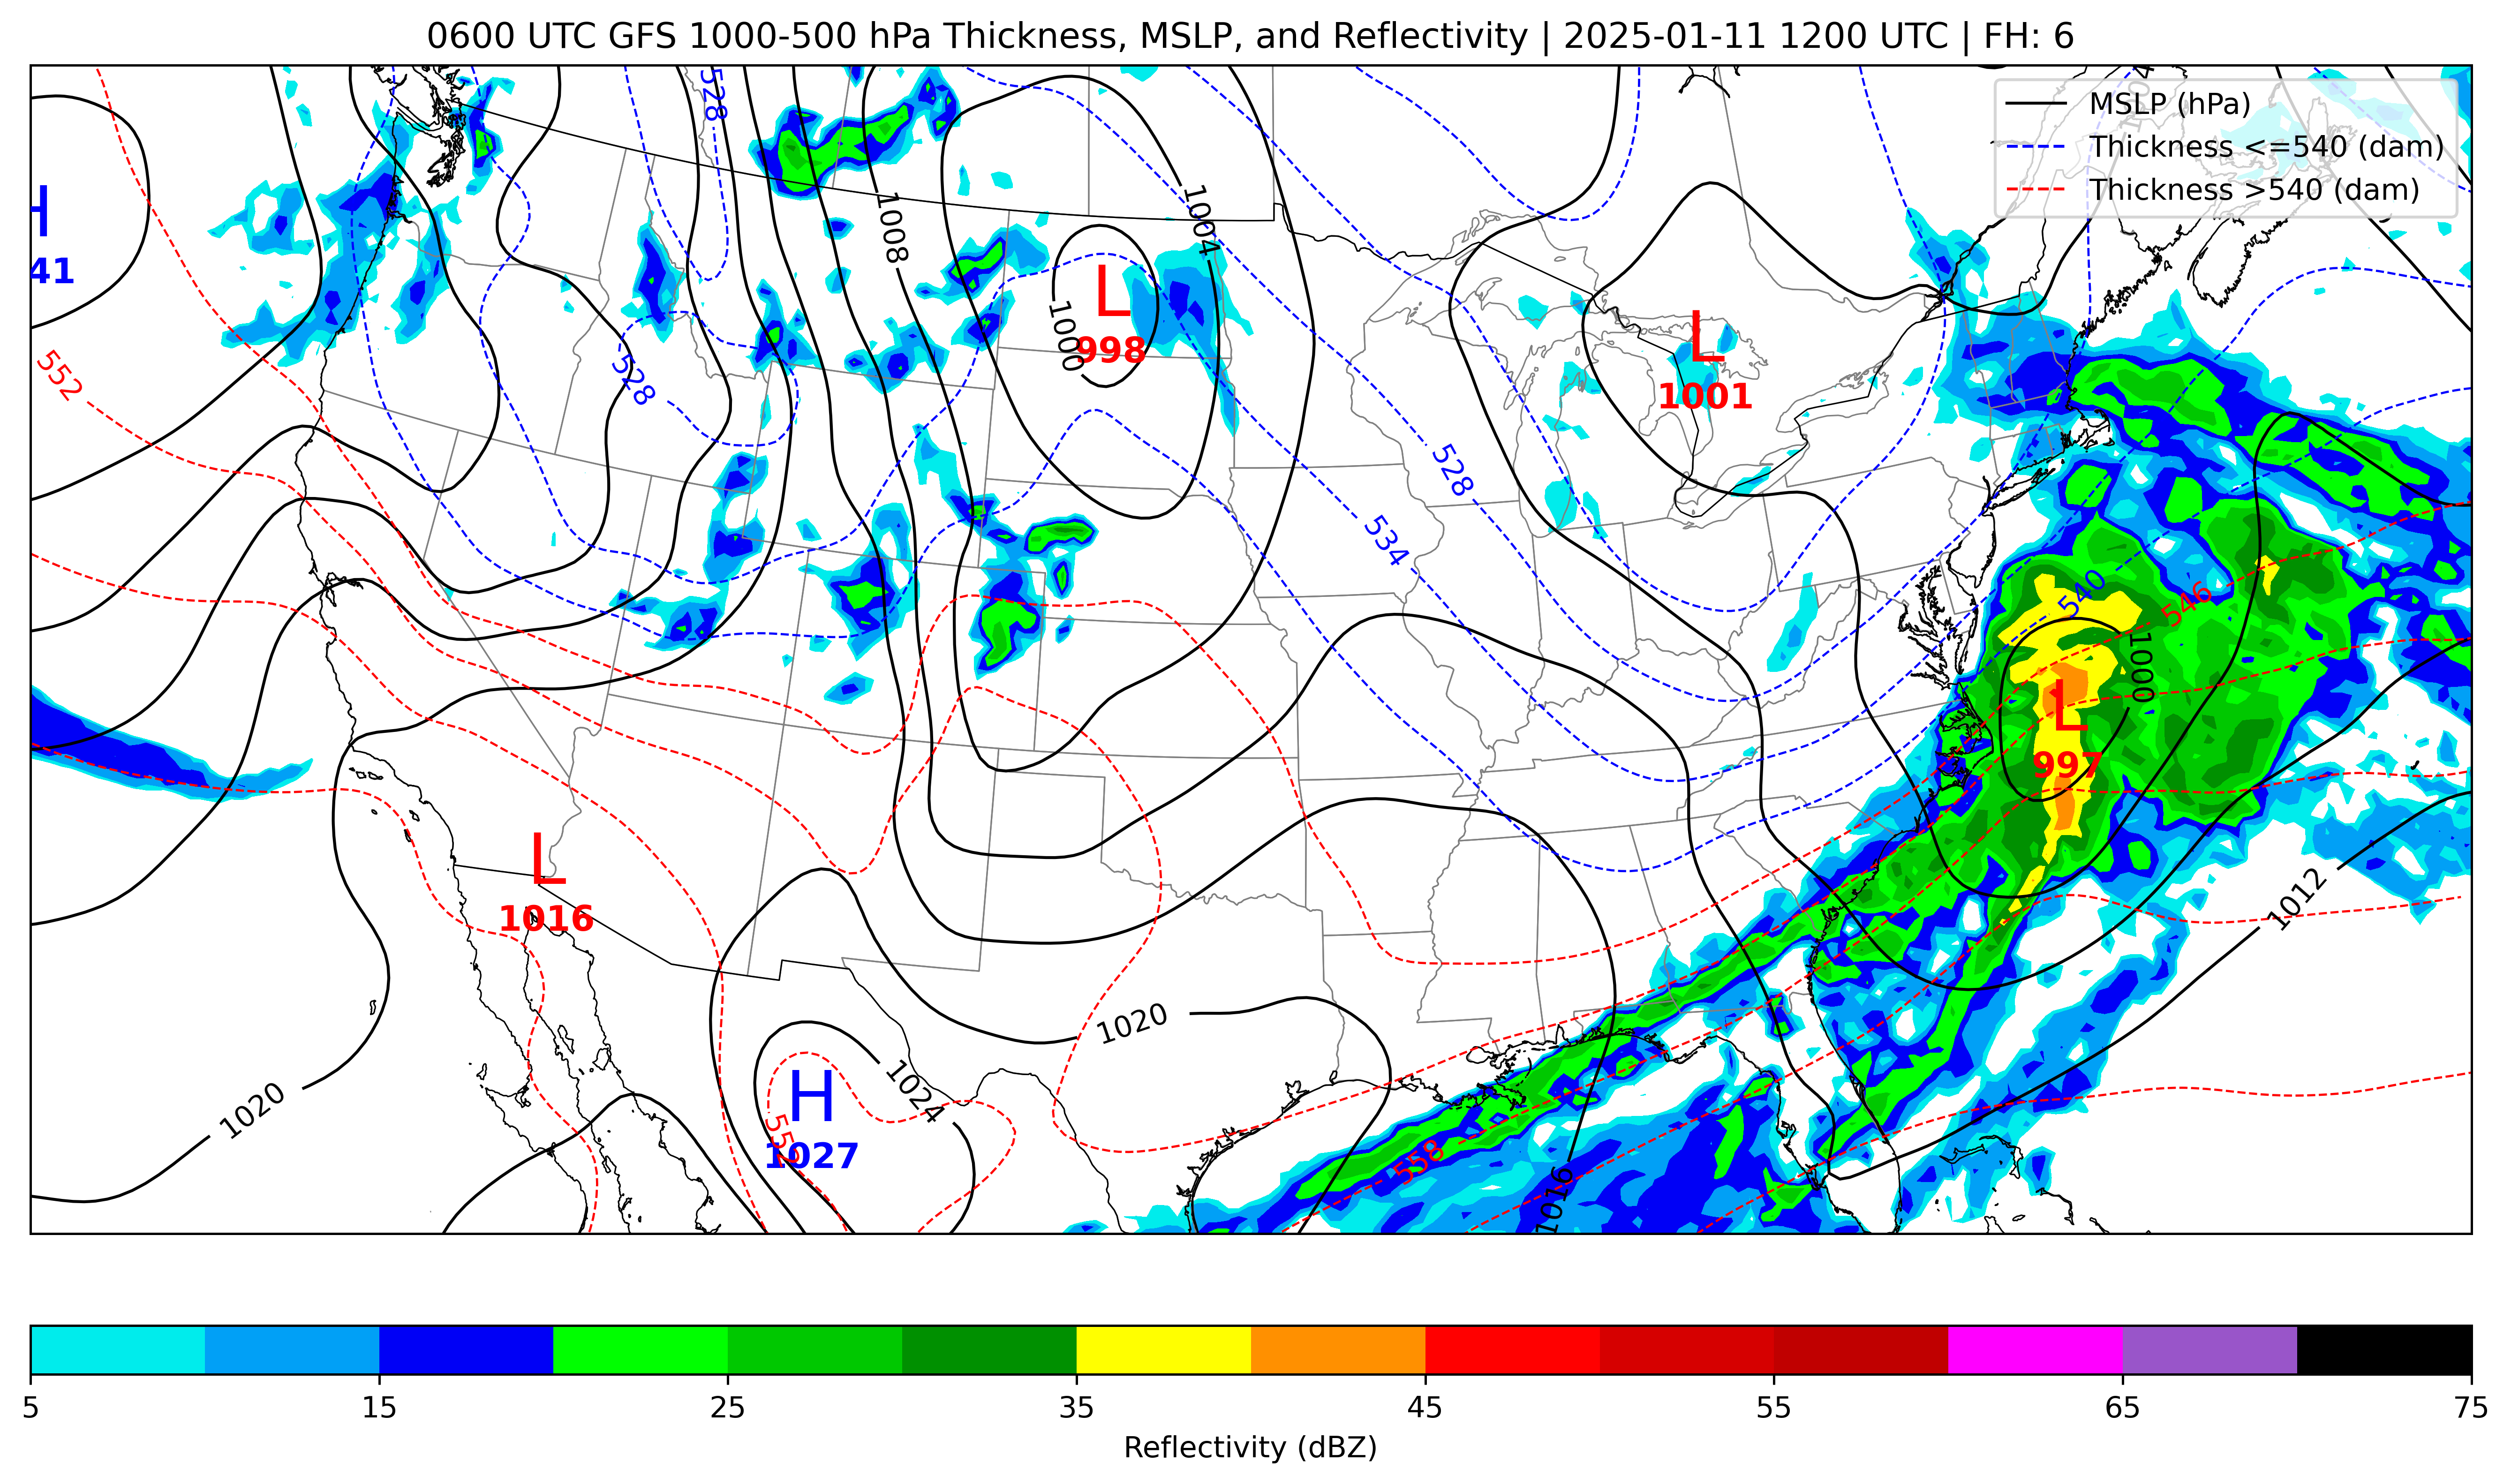 0600 UTC GFS 1000-500 hPa Thickness, MSLP, and Reflectivity | 2025-01-11 1200 UTC | FH: 6
MSLP (hPa)
Thickness <=540 (dam)
Thickness >540 (dam)
528
1008
1004
H
41
L
998
1000
L
1001
552
528
528
534
540
546
1000
L
997
L
1016
1012
1020
1020
1024
H
1027
558
1016
5 15 25 35 45 55 65 75
Reflectivity (dBZ)